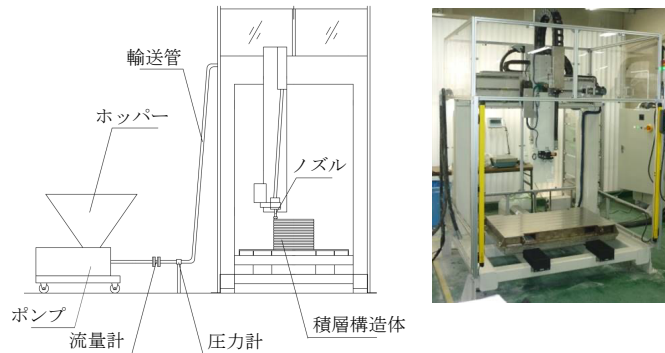 輸送管
ホッパー
ノズル
ポンプ
流量計
圧力計
積層構造体